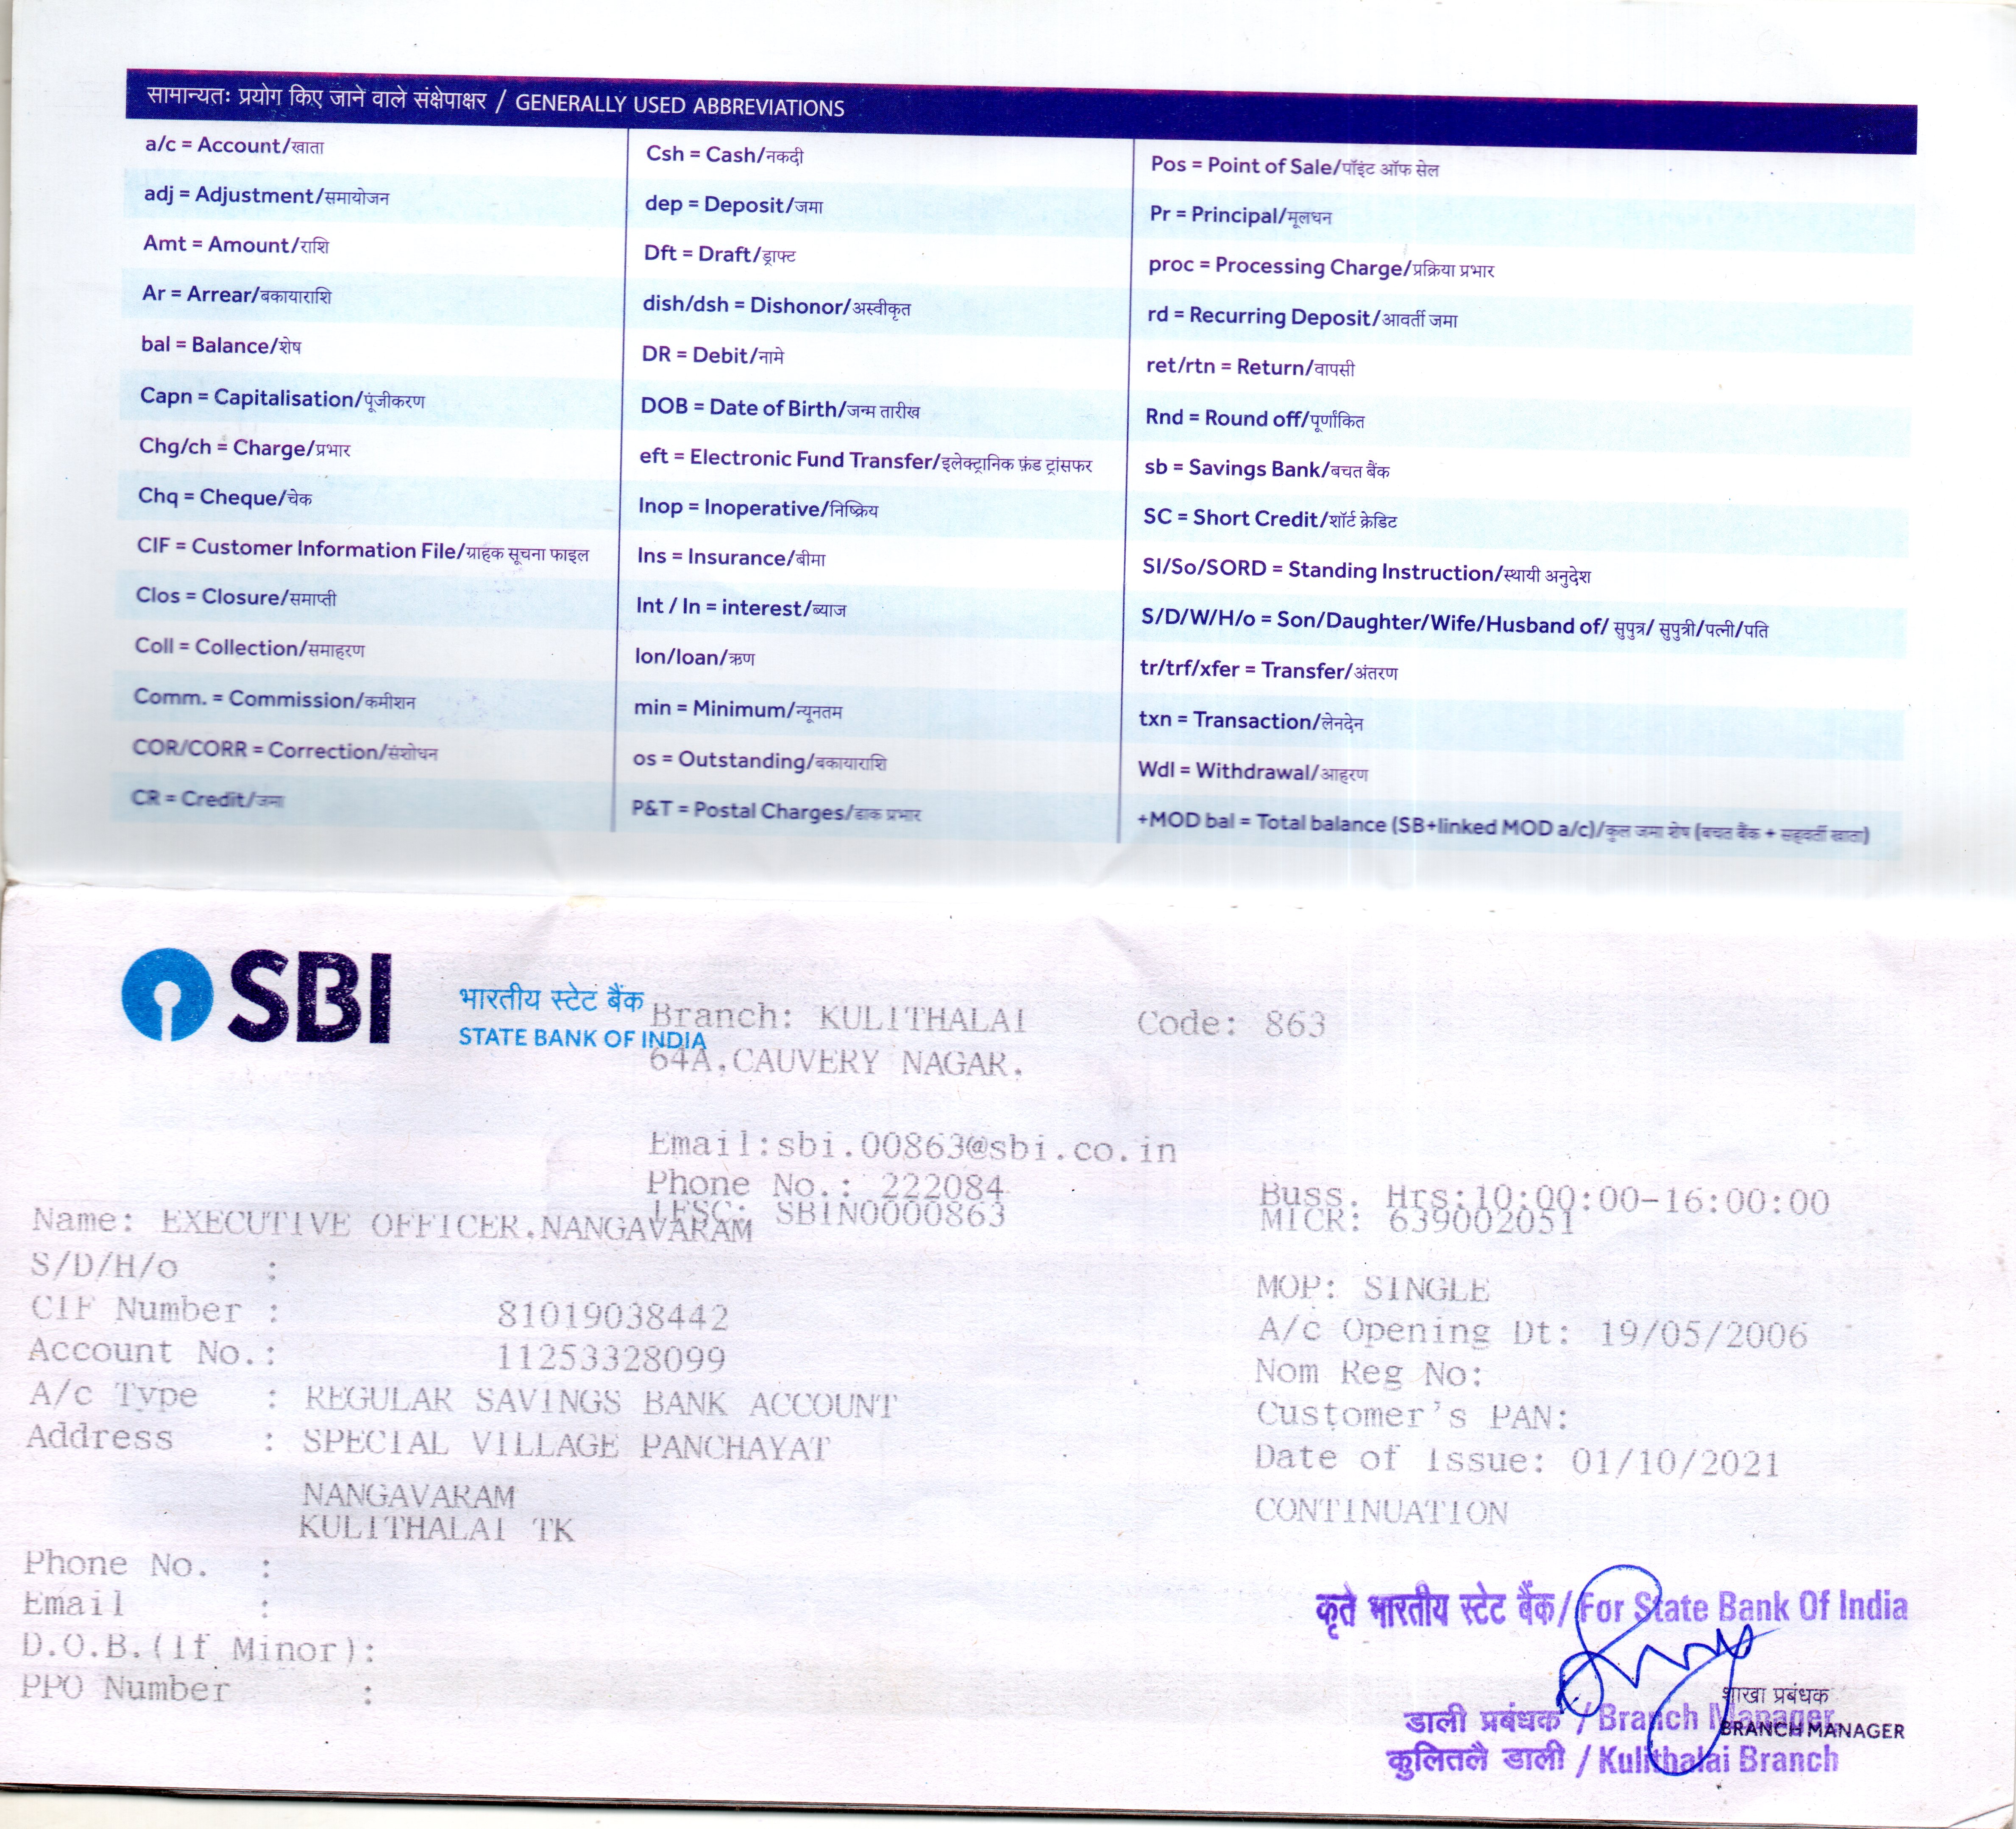 सामान्यतः प्रयोग किए जाने वाले संक्षेपाक्षर / GENERALLY USED ABBREVIATIONS
a/c = Account/खाता
adj = Adjustment/समायोजन
Amt = Amount/राशि
Ar = Arrear/बकायाराशि
bal = Balance/शेष
Capn = Capitalisation/पूंजीकरण
Chg/ch = Charge/प्रभार
Chq = Cheque/चेक
CIF = Customer Information File/ग्राहक सूचना फाइल
Clos = Closure/समाप्ती
Coll = Collection/समाहरण
Comm. = Commission/कमीशन
COR/CORR = Correction/संशोधन
CR = Credit/जमा
Csh = Cash/नकदी
dep = Deposit/जमा
Dft = Draft/ड्राफ्ट
dish/dsh = Dishonor/अस्वीकृत
DR = Debit/नामे
DOB = Date of Birth/जन्म तारीख
eft = Electronic Fund Transfer/इलेक्ट्रानिक फ़ंड ट्रांसफर
Inop = Inoperative/निष्क्रिय
Ins = Insurance/बीमा
Int / In = interest/ब्याज
lon/loan/ऋण
min = Minimum/न्यूनतम
os = Outstanding/बकायाराशि
P&T = Postal Charges/डाक प्रभार
Pos = Point of Sale/पॉइंट ऑफ सेल
Pr = Principal/मूलधन
proc = Processing Charge/प्रक्रिया प्रभार
rd = Recurring Deposit/आवर्ती जमा
ret/rtn = Return/वापसी
Rnd = Round off/पूर्णांकित
sb = Savings Bank/बचत बैंक
SC = Short Credit/शॉर्ट क्रेडिट
SI/So/SORD = Standing Instruction/स्थायी अनुदेश
S/D/W/H/o = Son/Daughter/Wife/Husband of/ सुपुत्र/ सुपुत्री/पत्नी/पति
tr/trf/xfer = Transfer/अंतरण
txn = Transaction/लेनदेन
Wdl = Withdrawal/आहरण
+MOD bal = Total balance (SB+linked MOD a/c)/कुल जमा शेष (बचत बैंक + सहवर्ती खाता)
SBI
भारतीय स्टेट बैंक
STATE BANK OF INDIA
Branch: KULITHALAI Code: 863
64A,CAUVERY NAGAR.
Email:sbi.00863@sbi.co.in
Phone No.: 222084
Buss. Hrs:10:00:00-16:00:00
IFSC: SBIN0000863 MICR: 639002051
Name: EXECUTIVE OFFICER,NANGAVARAM
S/D/H/o :
MOP: SINGLE
CIF Number : 81019038442
A/c Opening Dt: 19/05/2006
Account No.: 11253328099
Nom Reg No:
A/c Type : REGULAR SAVINGS BANK ACCOUNT
Customer's PAN:
Address : SPECIAL VILLAGE PANCHAYAT
Date of Issue: 01/10/2021
NANGAVARAM
CONTINUATION
KULITHALAI TK
Phone No. :
Email :
D.O.B.(If Minor):
PPO Number :
कृते भारतीय स्टेट बैंक/For State Bank Of India
शाखा प्रबंधक
BRANCH MANAGER
डाली प्रबंधक / Branch Manager
कुलितलै डाली / Kulithalai Branch